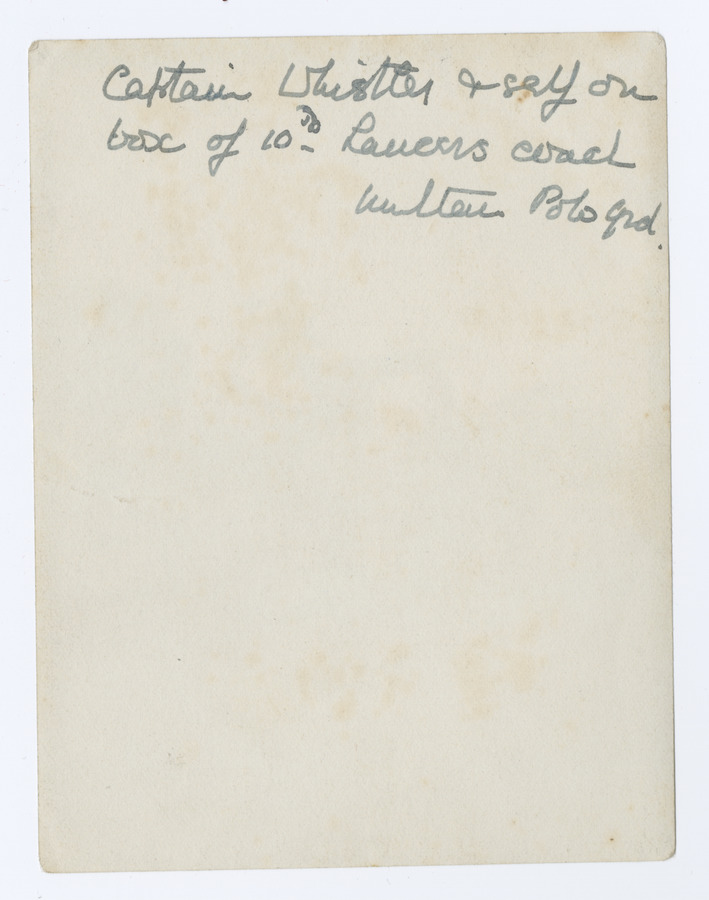 Captain Whistler & self on
box of 10th Lancers coach
Multan Polo Grd.